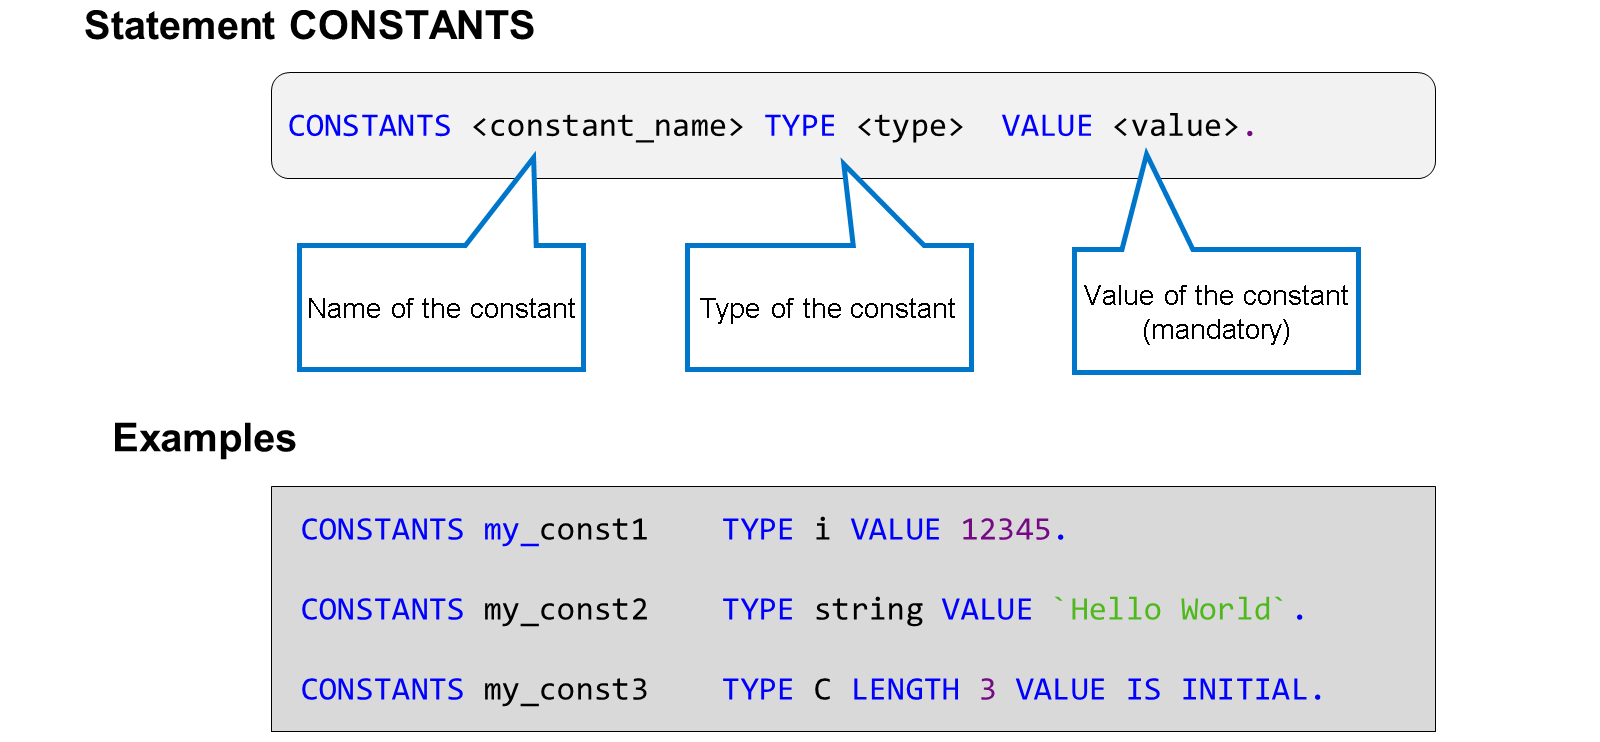 Statement CONSTANTS
CONSTANTS <constant_name> TYPE <type> VALUE <value>.
Name of the constant
Type of the constant
Value of the constant
(mandatory)
Examples
CONSTANTS my_const1 TYPE i VALUE 12345.
CONSTANTS my_const2 TYPE string VALUE `Hello World`.
CONSTANTS my_const3 TYPE C LENGTH 3 VALUE IS INITIAL.